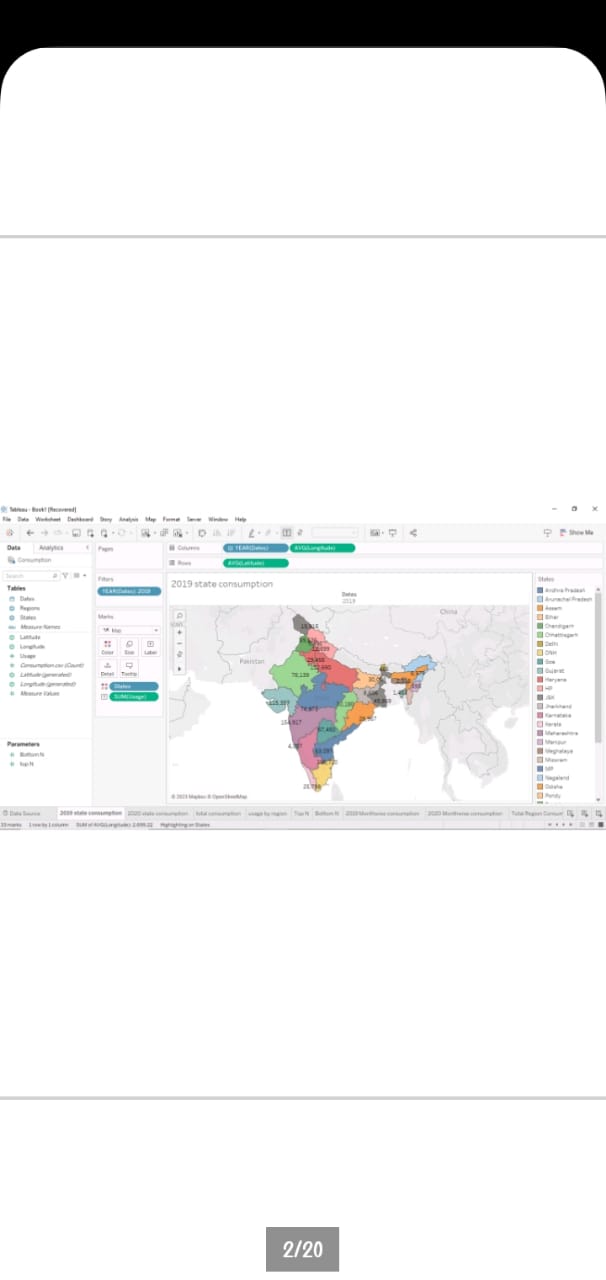 Tableau - Book1 [Recovered]
File Data Worksheet Dashboard Story Analysis Map Format Server Window Help
Show Me
Data Analytics
Consumption
Search
Tables
Dates
Regions
States
Measure Names
Latitude
Longitude
Usage
Consumption.csv (Count)
Latitude (generated)
Longitude (generated)
Measure Values
Parameters
Bottom N
top N
Pages
Filters
YEAR(Dates): 2019
Marks
Map
Color Size Label
Detail Tooltip
States
SUM(Usage)
Columns YEAR(Dates) AVG(Longitude)
Rows AVG(Latitude)
2019 state consumption
Dates
2019
China
Pakistan
78,139
154,917
© 2023 Mapbox © OpenStreetMap
States
Andhra Pradesh
Arunachal Pradesh
Assam
Bihar
Chandigarh
Chhattisgarh
Delhi
DNH
Goa
Gujarat
Haryana
HP
J&K
Jharkhand
Karnataka
Kerala
Maharashtra
Manipur
Meghalaya
Mizoram
MP
Nagaland
Odisha
Pondy
Data Source 2019 state consumption 2020 state consumption total consumption usage by region Top N Bottom N 2019 Monthwise consumption 2020 Monthwise consumption Total Region Consum
33 marks 1 row by 1 column SUM of AVG(Longitude): 2,699.22 Highlighting on States
2/20